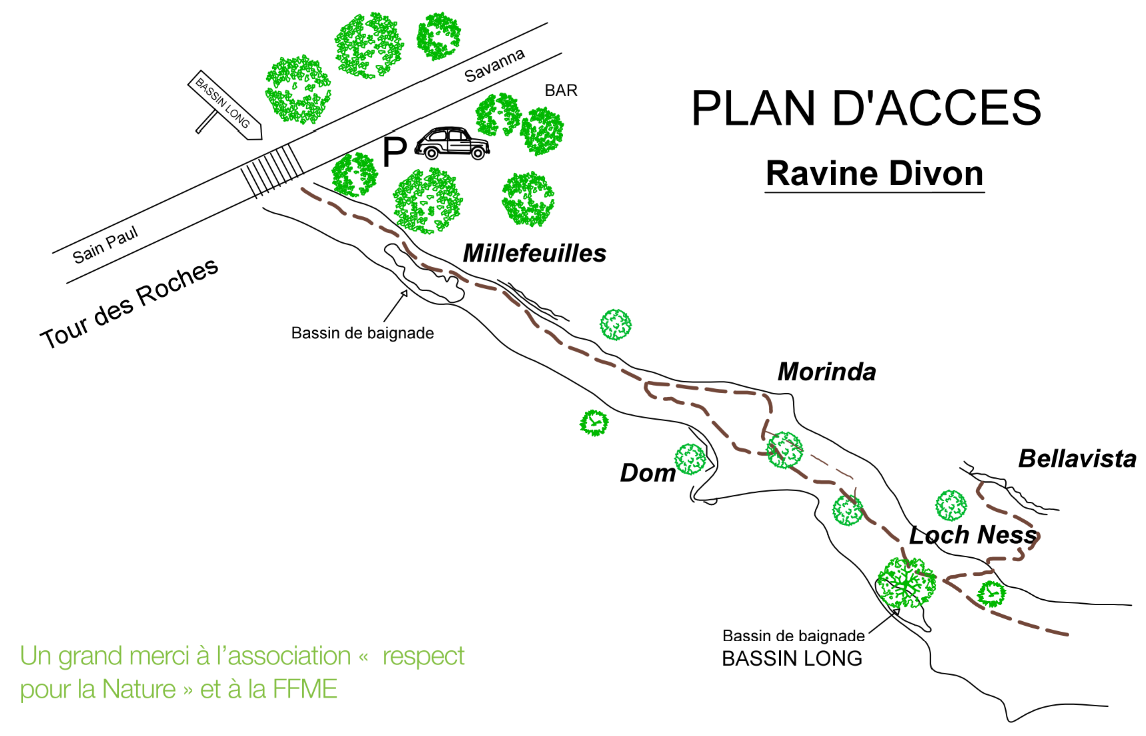 PLAN D'ACCES
Ravine Divon
Savanna
BAR
BASSIN LONG
P
Sain Paul
Tour des Roches
Millefeuilles
Bassin de baignade
Morinda
Dom
Bellavista
Loch Ness
Bassin de baignade
BASSIN LONG
Un grand merci à l'association «  respect
pour la Nature » et à la FFME